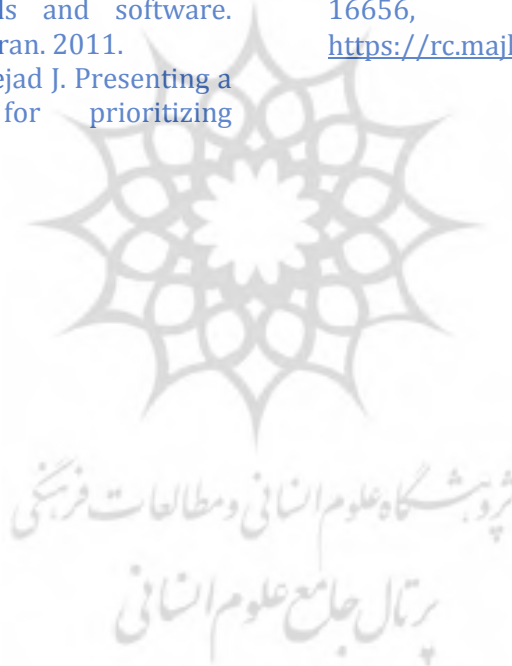 ls and software.
ran. 2011.
ejad J. Presenting a
for prioritizing
16656,
https://rc.majl
پژوهشگاه علوم انسانی و مطالعات فرهنگی
پرتال جامع علوم انسانی